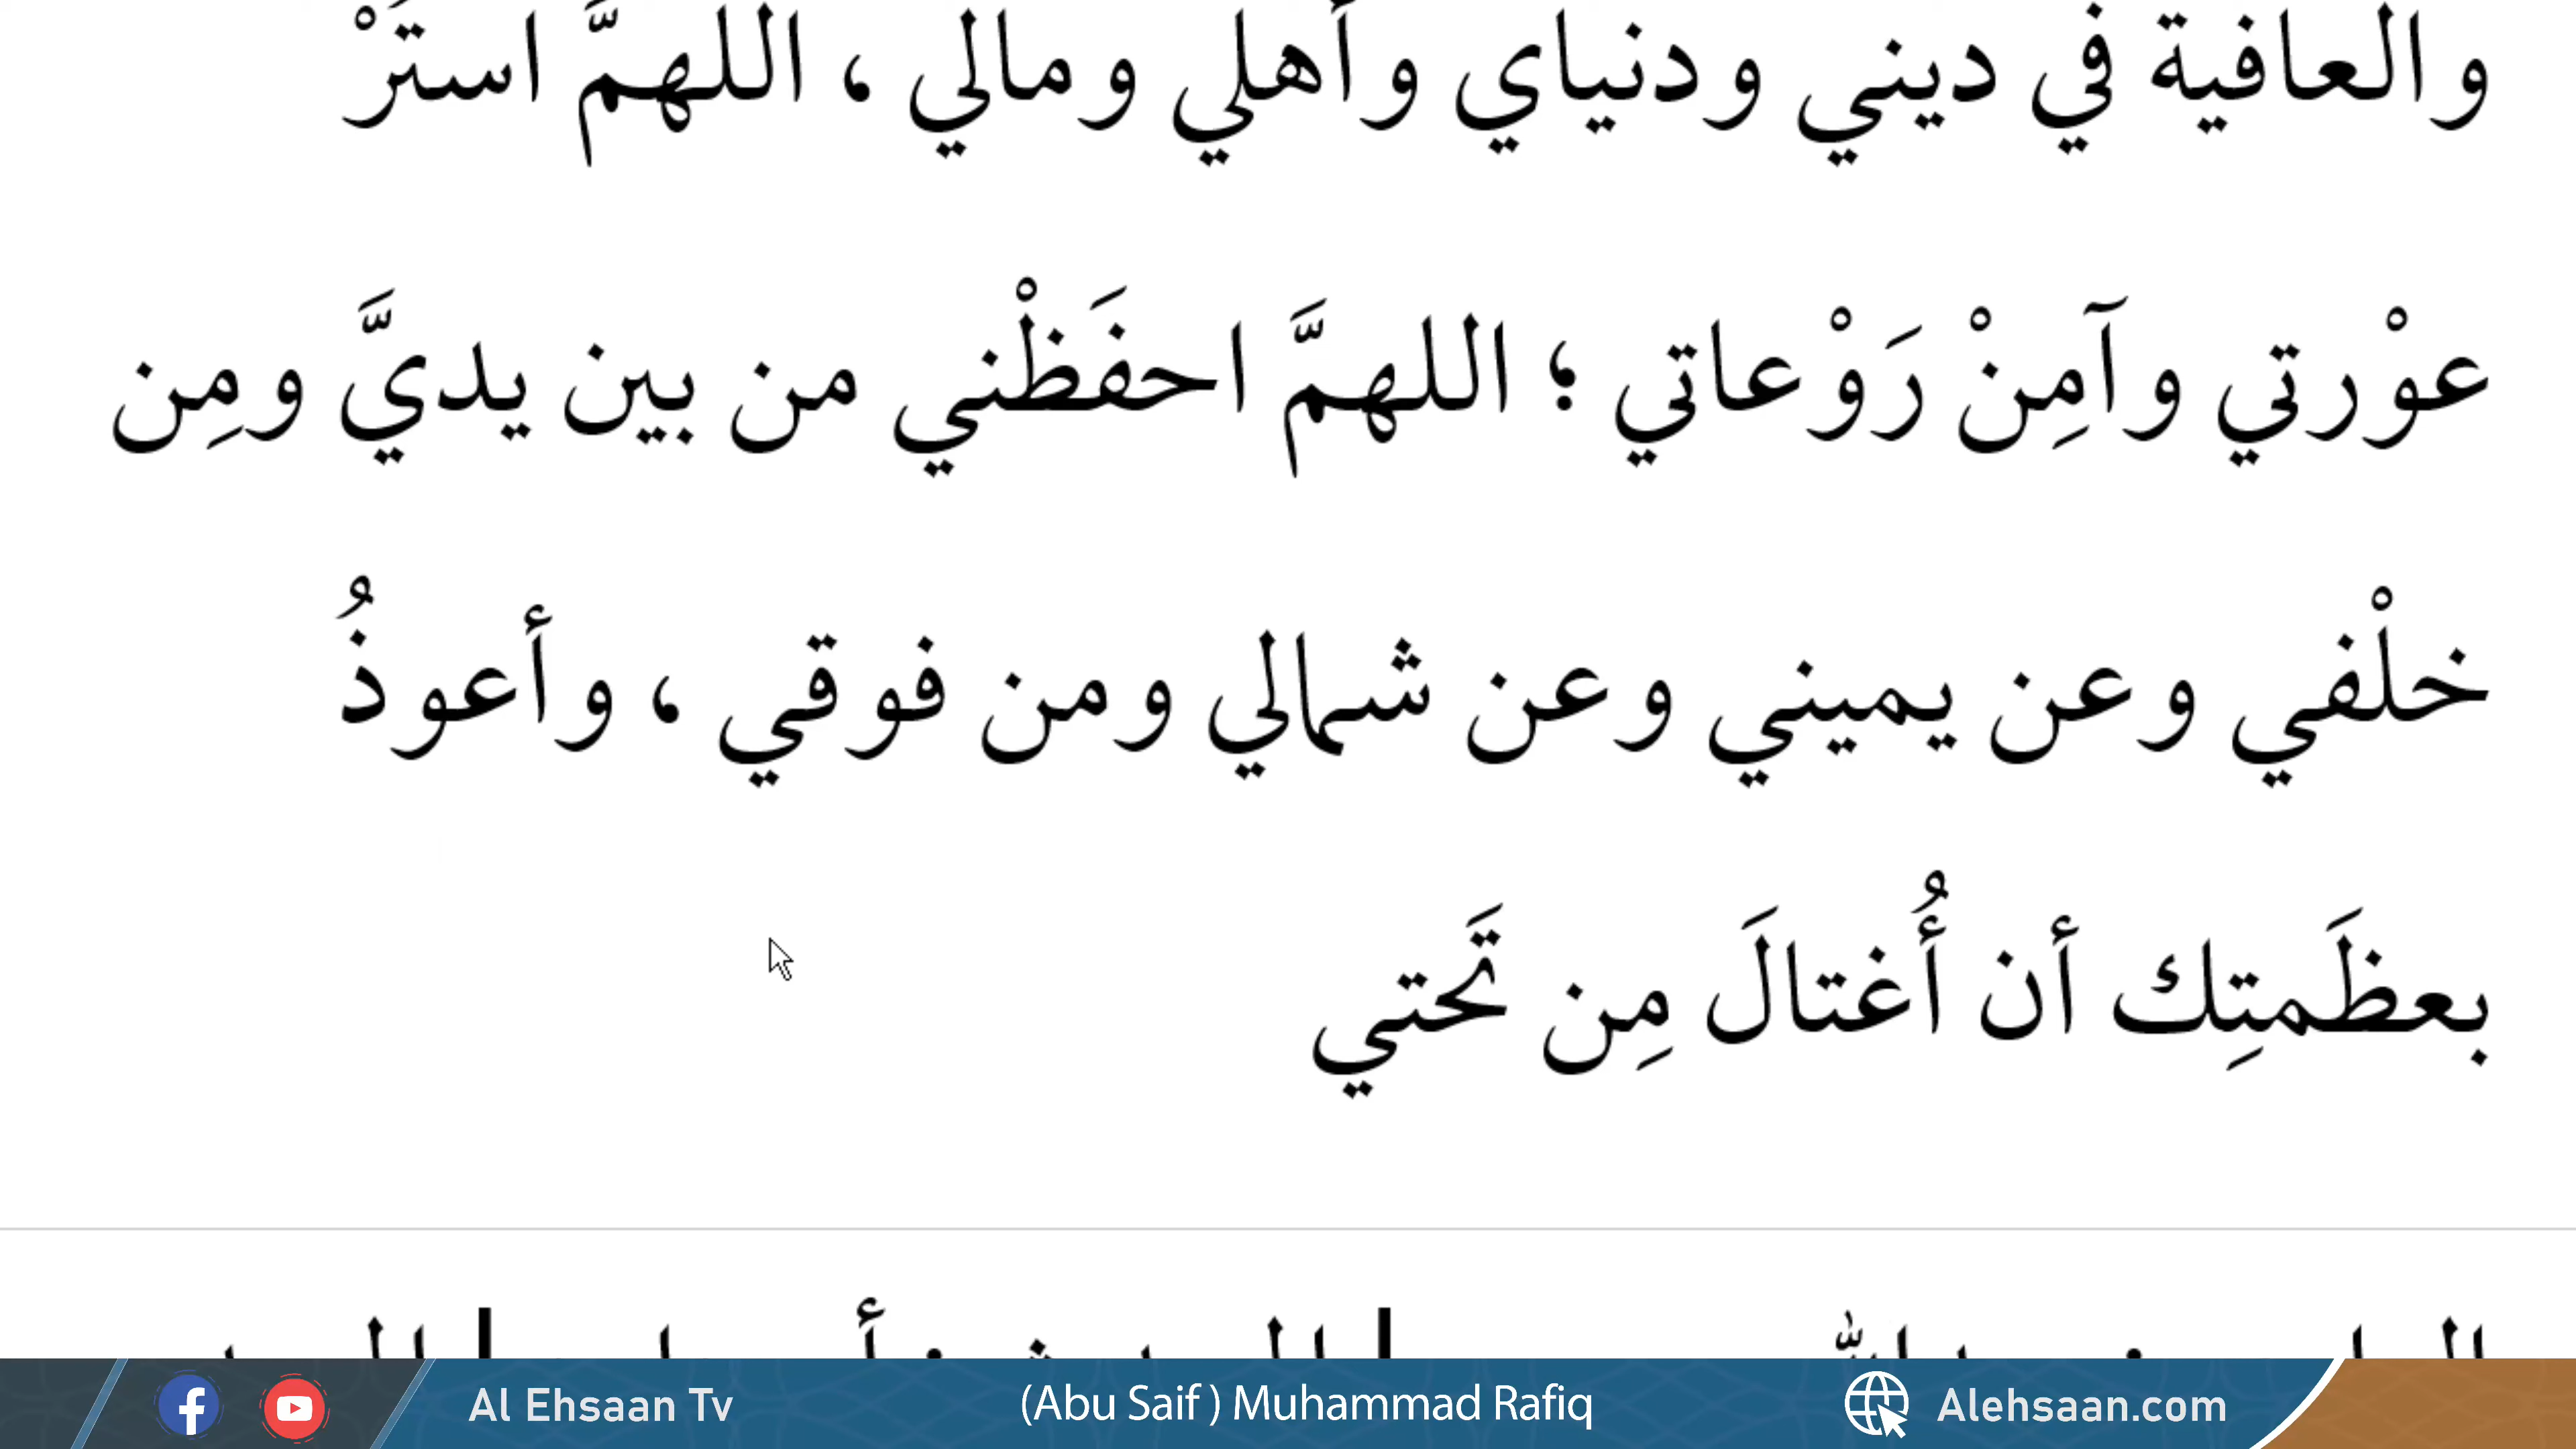 والعافية في ديني ودنياي وأهلي ومالي ، اللهمَّ استَرْ
عوْرتي وآمِنْ رَوْعاتي ؛ اللهمَّ احفَظْني من بين يديَّ ومِن
خلْفي وعن يميني وعن شمالي ومن فوقي ، وأعوذُ
بعظَمتِك أن أُغتالَ مِن تَحتي
Al Ehsaan Tv (Abu Saif ) Muhammad Rafiq Alehsaan.com